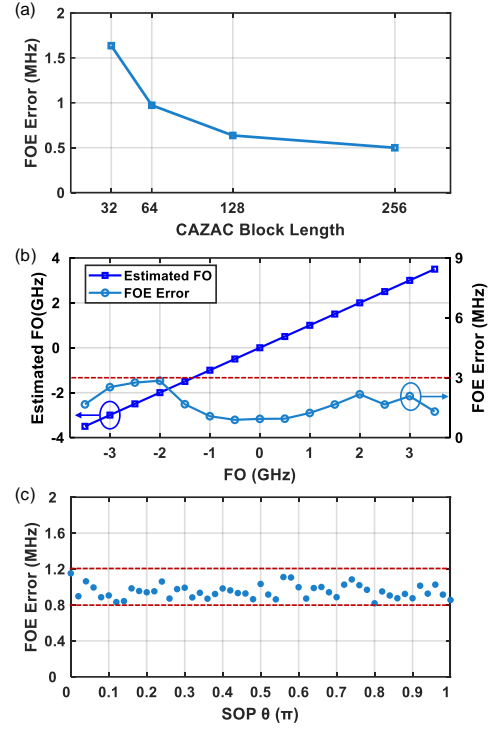 (a)
2
1.5
1
0.5
0
FOE Error (MHz)
32 64 128 256
CAZAC Block Length
(b)
4
2
0
-2
-4
Estimated FO(GHz)
Estimated FO
FOE Error
9
6
3
0
FOE Error (MHz)
-3 -2 -1 0 1 2 3
FO (GHz)
(c)
2
1.6
1.2
0.8
0.4
0
FOE Error (MHz)
0 0.1 0.2 0.3 0.4 0.5 0.6 0.7 0.8 0.9 1
SOP θ (π)